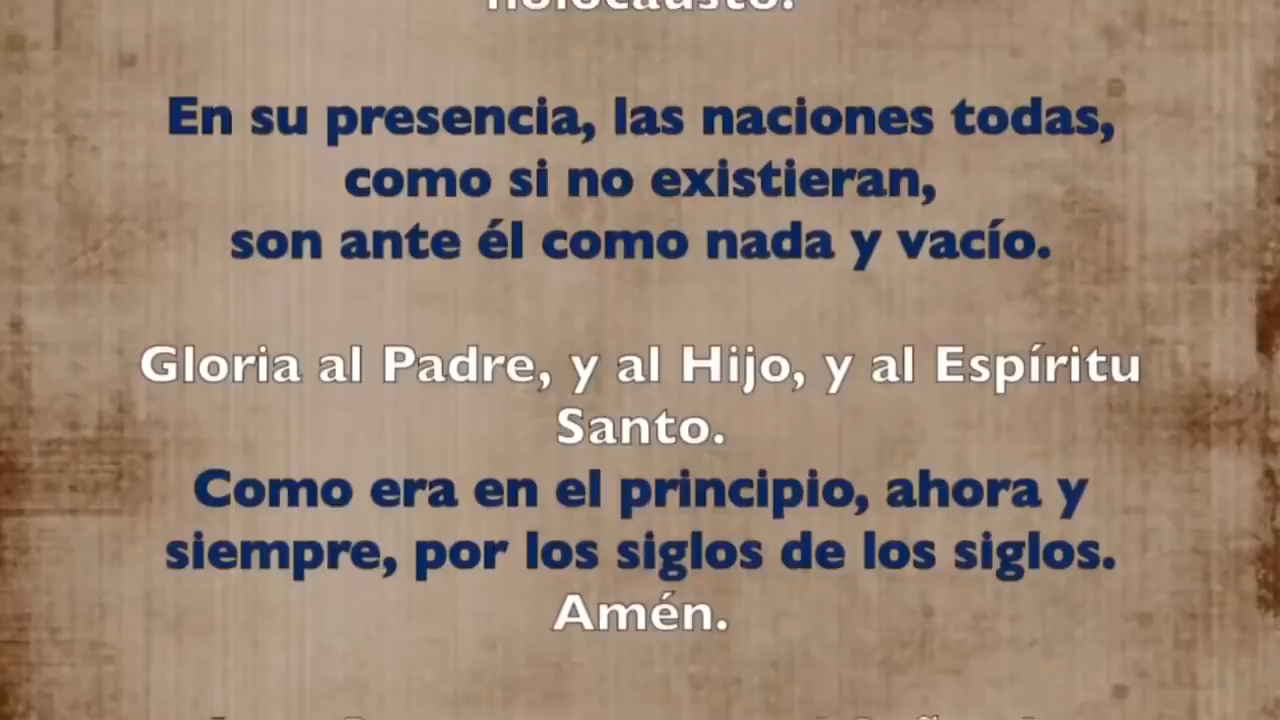 holocausto.
En su presencia, las naciones todas,
como si no existieran,
son ante él como nada y vacío.
Gloria al Padre, y al Hijo, y al Espíritu
Santo.
Como era en el principio, ahora y
siempre, por los siglos de los siglos.
Amén.